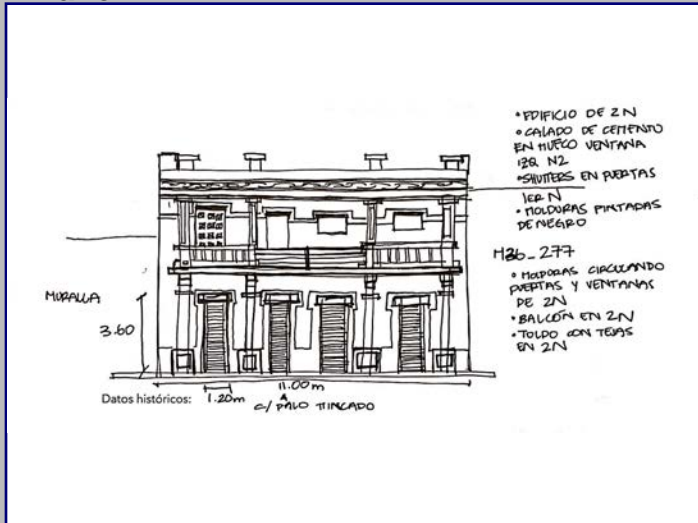 • EDIFICIO DE 2N
• CALADO DE CEMENTO
EN HUECO VENTANA
IZQ N2
• SHUTTERS EN PUERTAS
1ER N
• MOLDURAS PINTADAS
DE NEGRO
M26_277
• MOLDURAS CIRCULANDO
PUERTAS Y VENTANAS
DE 2N
• BALCÓN EN 2N
• TOLDO CON TEJAS
EN 2N
MURALLA
3.60
Datos históricos:
1.20m
11.00m
c/ PALO HINCADO